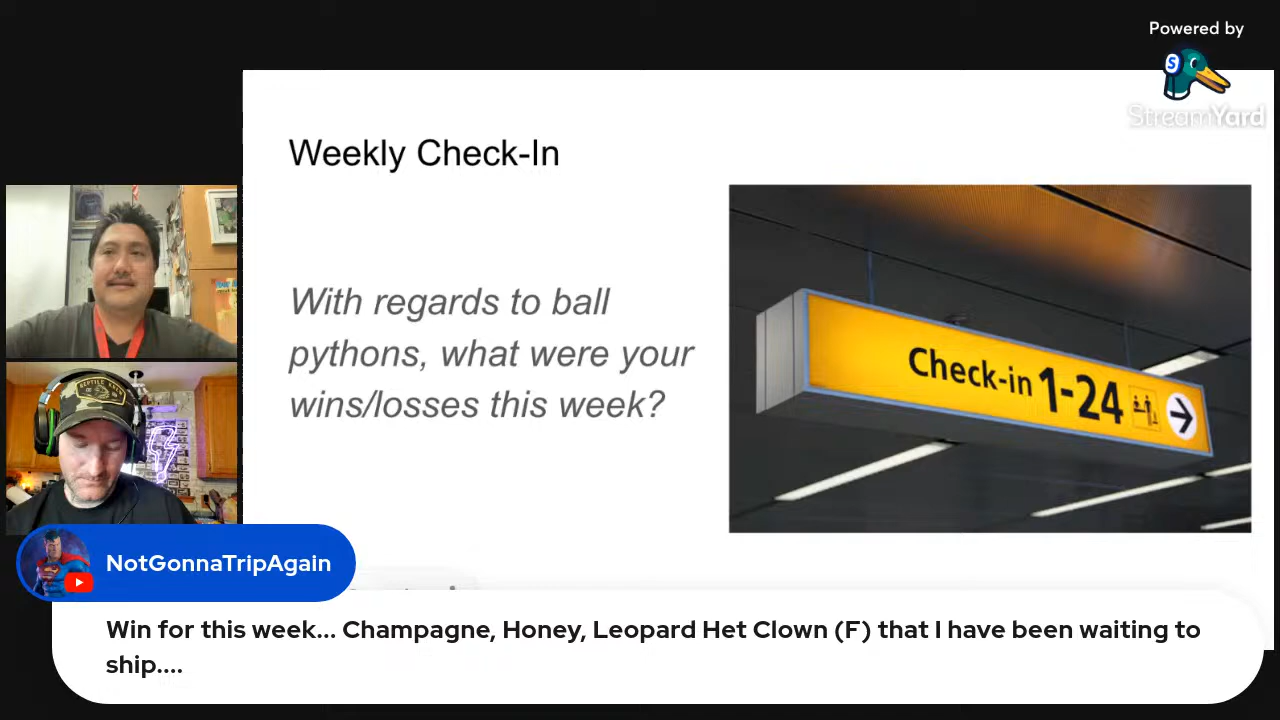 Powered by
StreamYard
Weekly Check-In
With regards to ball
pythons, what were your
wins/losses this week?
Check-in 1-24
REPTILE
NotGonnaTripAgain
Win for this week... Champagne, Honey, Leopard Het Clown (F) that I have been waiting to
ship....